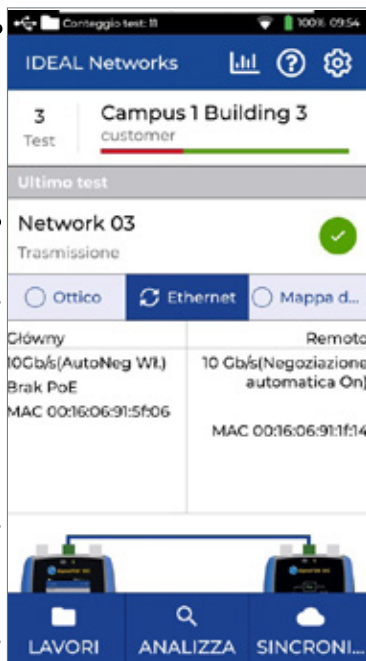 Conteggio test: 11
100% 09:54
IDEAL Networks
3
Test
Campus 1 Building 3
customer
Ultimo test
Network 03
Trasmissione
Ottico
Ethernet
Mappa d...
Główny
10Gb/s(AutoNeg Wł.)
Brak PoE
MAC 00:16:06:91:5f:06
Remoto
10 Gb/s(Negoziazione
automatica On)
MAC 00:16:06:91:1f:14
LAVORI
ANALIZZA
SINCRONI...